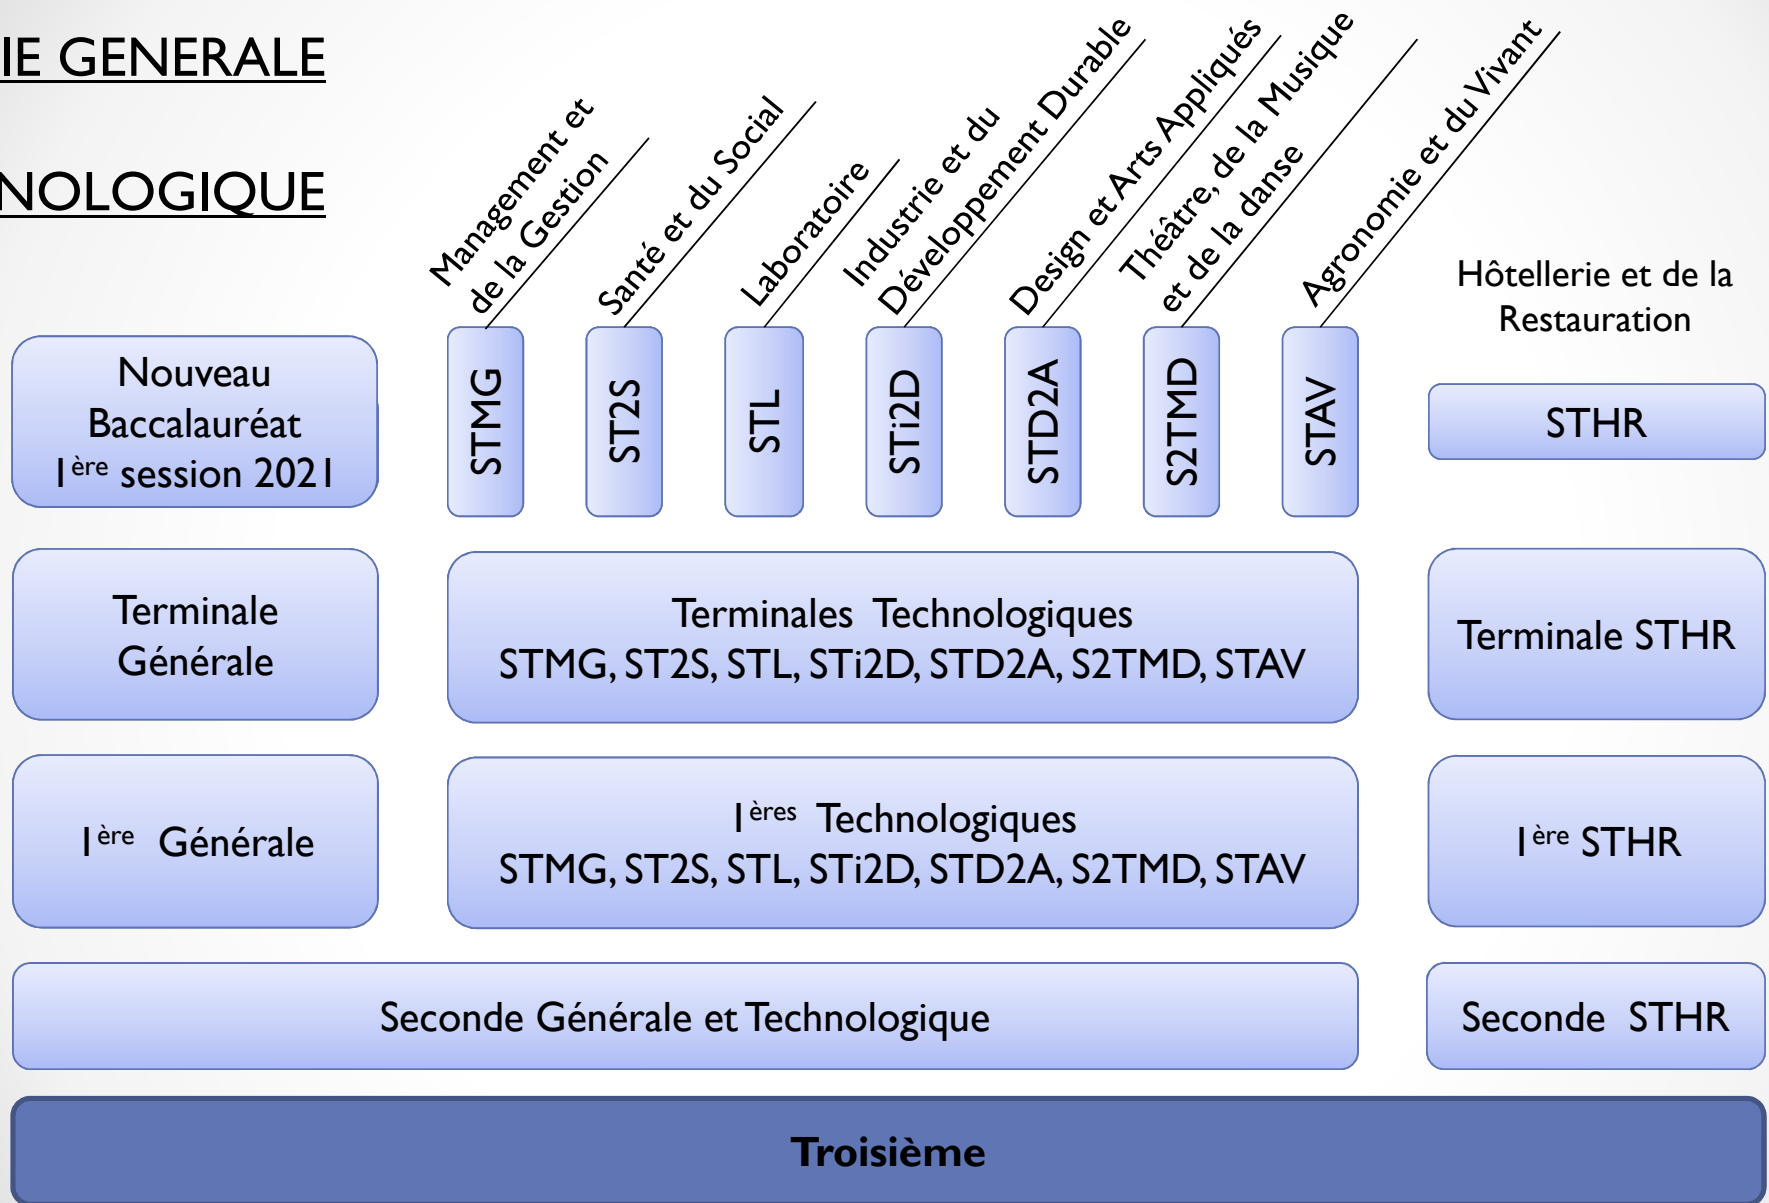 IE GENERALE
NOLOGIQUE
Management et
de la Gestion
Santé et du Social
Laboratoire
Industrie et du
Développement Durable
Design et Arts Appliqués
Théâtre, de la Musique
et de la danse
Agronomie et du Vivant
Hôtellerie et de la
Restauration
Nouveau
Baccalauréat
1ère session 2021
STMG
ST2S
STL
STi2D
STD2A
S2TMD
STAV
STHR
Terminale
Générale
Terminales Technologiques
STMG, ST2S, STL, STi2D, STD2A, S2TMD, STAV
Terminale STHR
1ère Générale
1ères Technologiques
STMG, ST2S, STL, STi2D, STD2A, S2TMD, STAV
1ère STHR
Seconde Générale et Technologique
Seconde STHR
Troisième